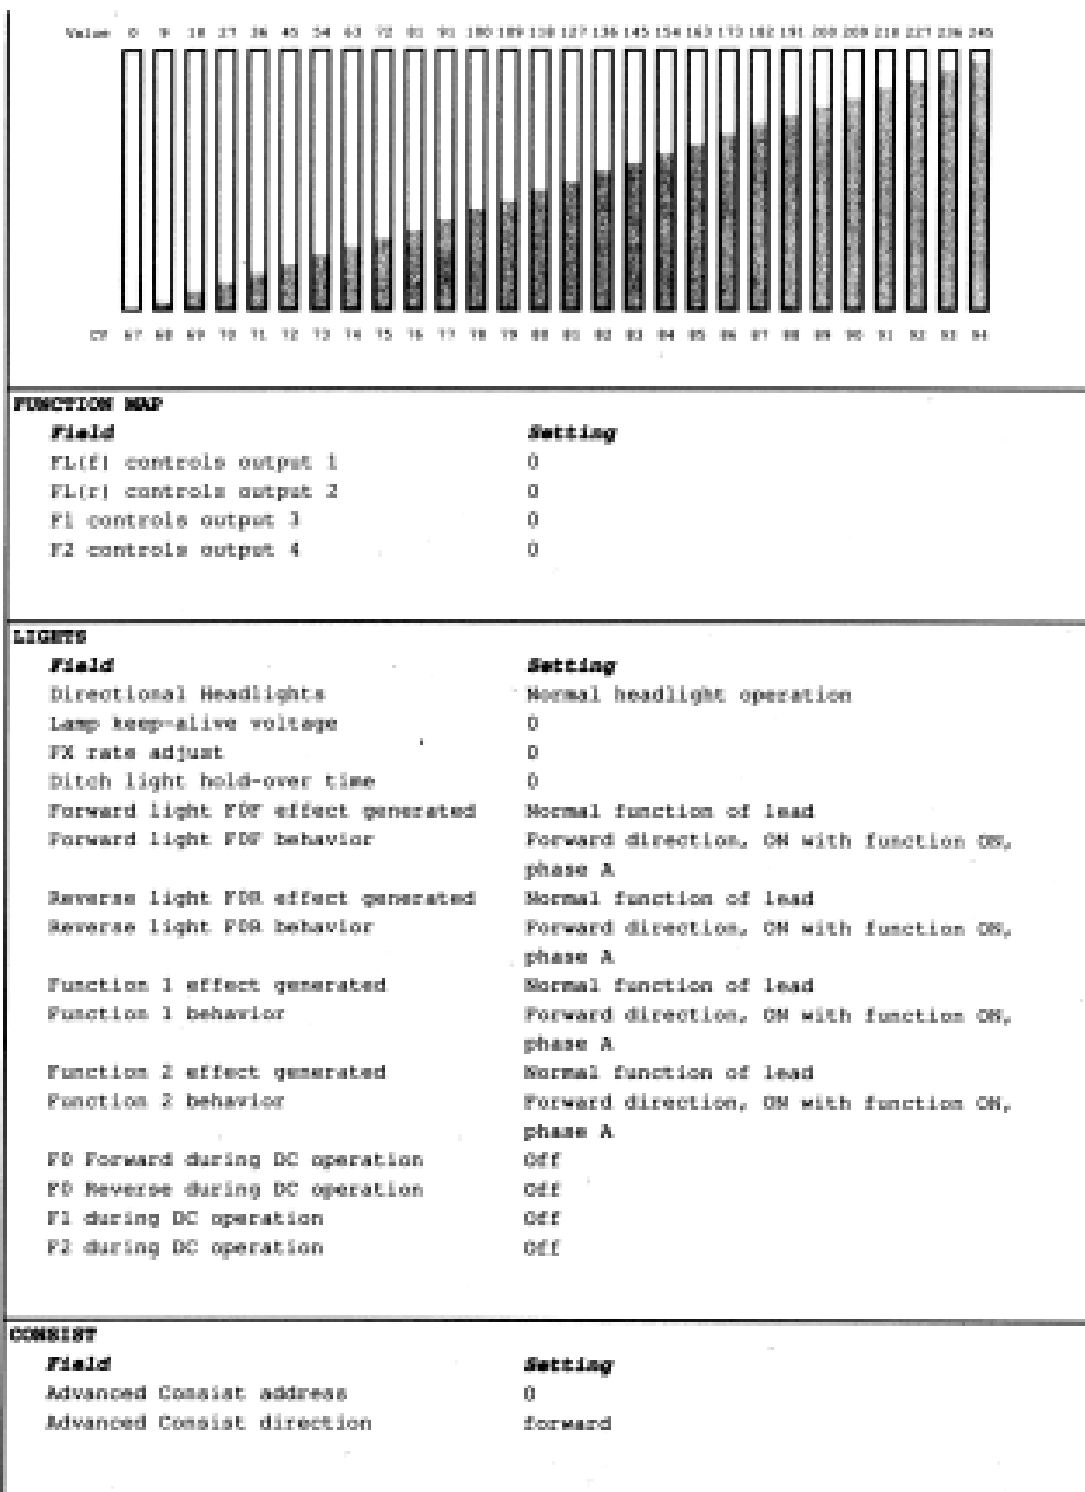 Value 0 9 18 27 36 45 54 63 72 81 91 100 109 118 127 136 145 154 163 173 182 191 200 209 218 227 236 245
CV 67 68 69 70 71 72 73 74 75 76 77 78 79 80 81 82 83 84 85 86 87 88 89 90 91 92 93 94
FUNCTION MAP
Field Setting
FL(f) controls output 1 0
FL(r) controls output 2 0
F1 controls output 3 0
F2 controls output 4 0
LIGHTS
Field Setting
Directional Headlights Normal headlight operation
Lamp keep-alive voltage 0
FX rate adjust 0
Ditch light hold-over time 0
Forward light F0F effect generated Normal function of lead
Forward light F0F behavior Forward direction, ON with function ON,
phase A
Reverse light F0R effect generated Normal function of lead
Reverse light F0R behavior Forward direction, ON with function ON,
phase A
Function 1 effect generated Normal function of lead
Function 1 behavior Forward direction, ON with function ON,
phase A
Function 2 effect generated Normal function of lead
Function 2 behavior Forward direction, ON with function ON,
phase A
F0 Forward during DC operation Off
F0 Reverse during DC operation Off
F1 during DC operation Off
F2 during DC operation Off
CONSIST
Field Setting
Advanced Consist address 0
Advanced Consist direction forward